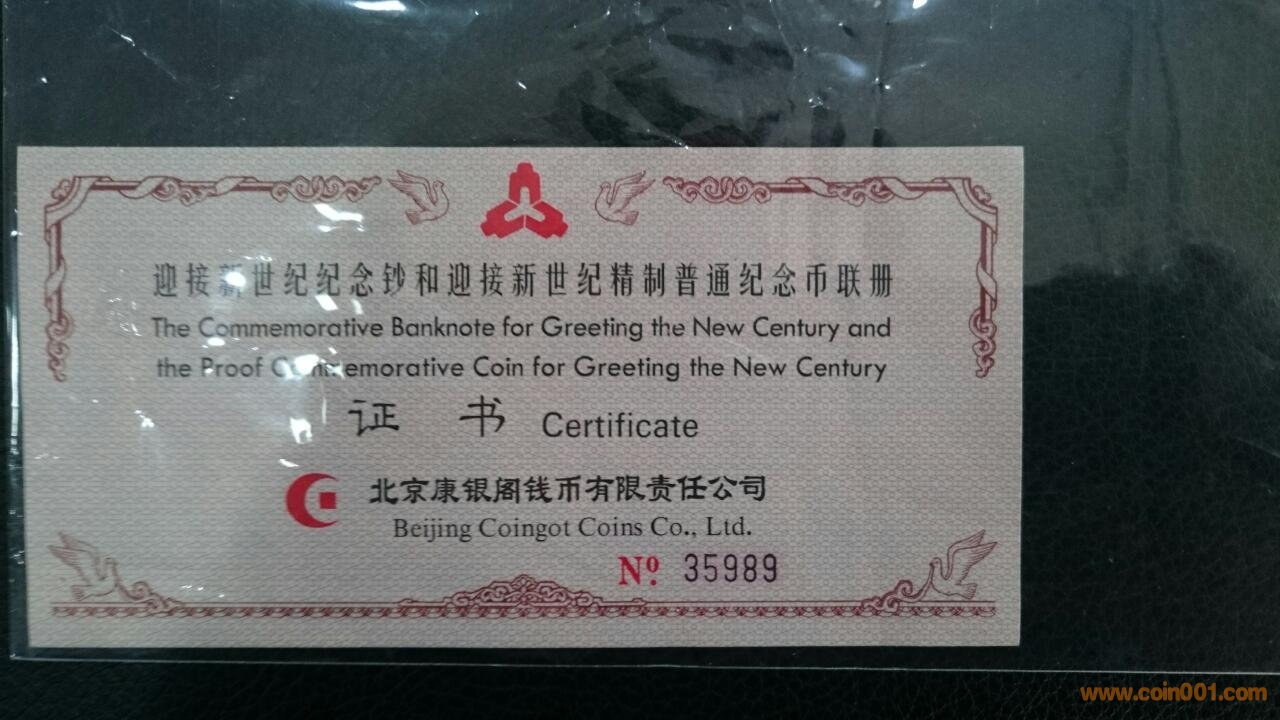 迎接新世纪纪念钞和迎接新世纪精制普通纪念币联册
The Commemorative Banknote for Greeting the New Century and
the Proof Commemorative Coin for Greeting the New Century
证 书 Certificate
北京康银阁钱币有限责任公司
Beijing Coingot Coins Co., Ltd.
Nº. 35989
www.coin001.com